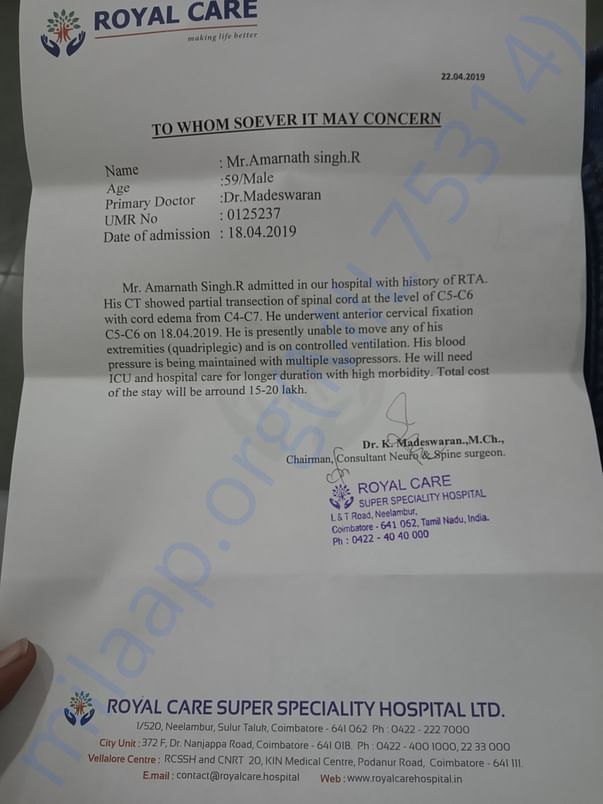 ROYAL CARE
making life better
22.04.2019
TO WHOM SOEVER IT MAY CONCERN
Name : Mr.Amarnath singh.R
Age :59/Male
Primary Doctor :Dr.Madeswaran
UMR No : 0125237
Date of admission : 18.04.2019
Mr. Amarnath Singh.R admitted in our hospital with history of RTA.
His CT showed partial transection of spinal cord at the level of C5-C6
with cord edema from C4-C7. He underwent anterior cervical fixation
C5-C6 on 18.04.2019. He is presently unable to move any of his
extremities (quadriplegic) and is on controlled ventilation. His blood
pressure is being maintained with multiple vasopressors. He will need
ICU and hospital care for longer duration with high morbidity. Total cost
of the stay will be arround 15-20 lakh.
Dr. K. Madeswaran.,M.Ch.,
Chairman, Consultant Neuro & Spine surgeon.
ROYAL CARE
SUPER SPECIALITY HOSPITAL
L & T Road, Neelambur,
Coimbatore - 641 062, Tamil Nadu, India.
Ph : 0422 - 40 40 000
ROYAL CARE SUPER SPECIALITY HOSPITAL LTD.
1/520, Neelambur, Sulur Taluk, Coimbatore - 641 062 Ph : 0422 - 222 7000
City Unit : 372 F, Dr. Nanjappa Road, Coimbatore - 641 018. Ph : 0422 - 400 1000, 22 33 000
Vellalore Centre : RCSSH and CNRT 20, KIN Medical Centre, Podanur Road, Coimbatore - 641 111.
E.mail : contact@royalcare.hospital Web : www.royalcarehospital.in